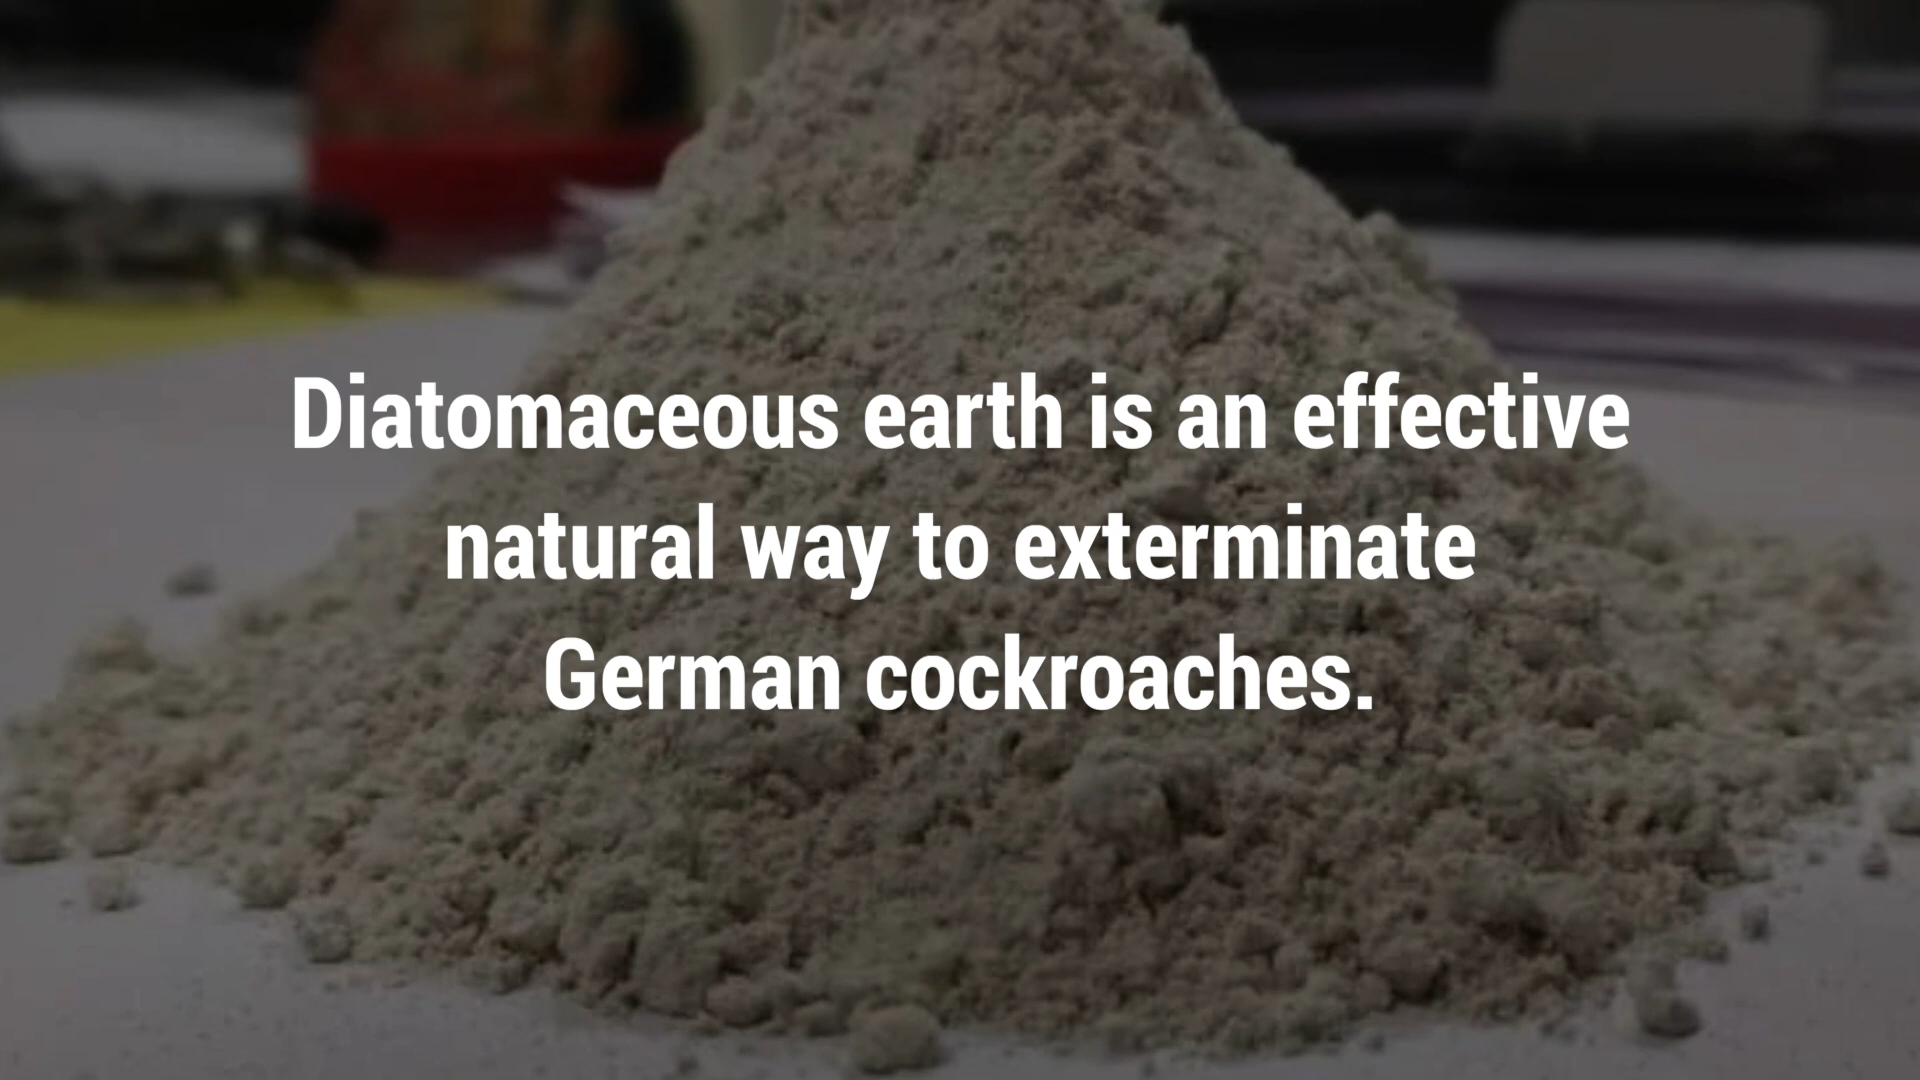 Diatomaceous earth is an effective
natural way to exterminate
German cockroaches.